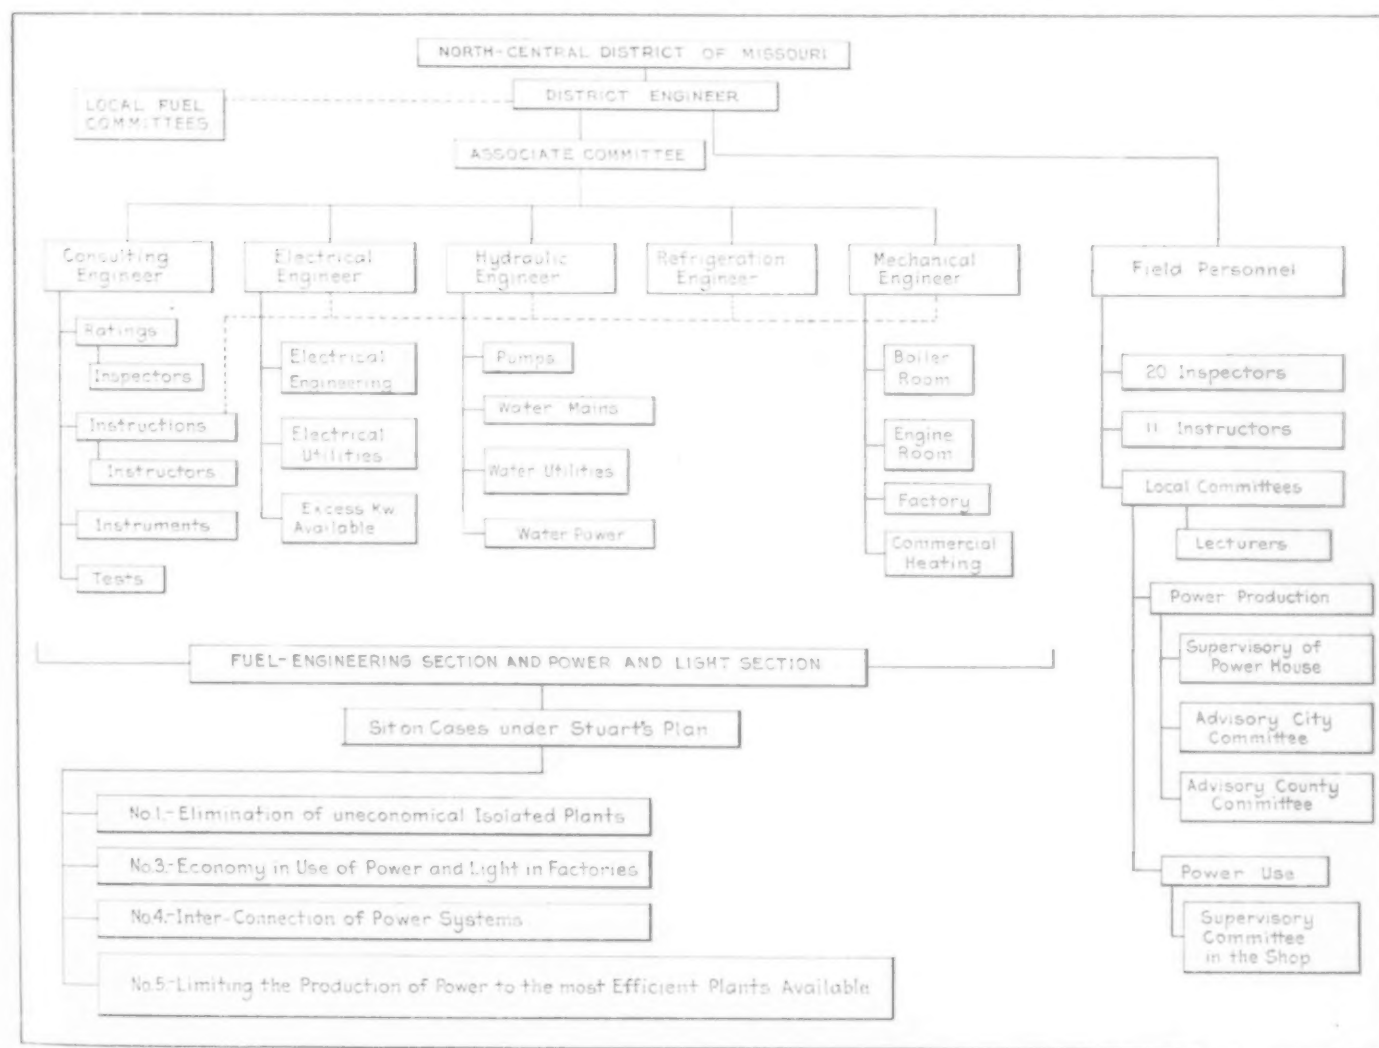 NORTH-CENTRAL DISTRICT OF MISSOURI
DISTRICT ENGINEER
LOCAL FUEL
COMMITTEES
ASSOCIATE COMMITTEE
Consulting
Engineer
Electrical
Engineer
Hydraulic
Engineer
Refrigeration
Engineer
Mechanical
Engineer
Field Personnel
Ratings
Inspectors
Instructions
Instructors
Instruments
Tests
Electrical
Engineering
Electrical
Utilities
Excess Kw
Available
Pumps
Water Mains
Water Utilities
Water Power
Boiler
Room
Engine
Room
Factory
Commercial
Heating
20 Inspectors
11 Instructors
Local Committees
Lecturers
Power Production
Supervisory of
Power House
Advisory City
Committee
Advisory County
Committee
Power Use
Supervisory
Committee
in the Shop
FUEL-ENGINEERING SECTION AND POWER AND LIGHT SECTION
Sit on Cases under Stuart's Plan
No.1.-Elimination of uneconomical Isolated Plants
No.3.-Economy in Use of Power and Light in Factories
No.4.-Inter-Connection of Power Systems
No.5.-Limiting the Production of Power to the most Efficient Plants Available